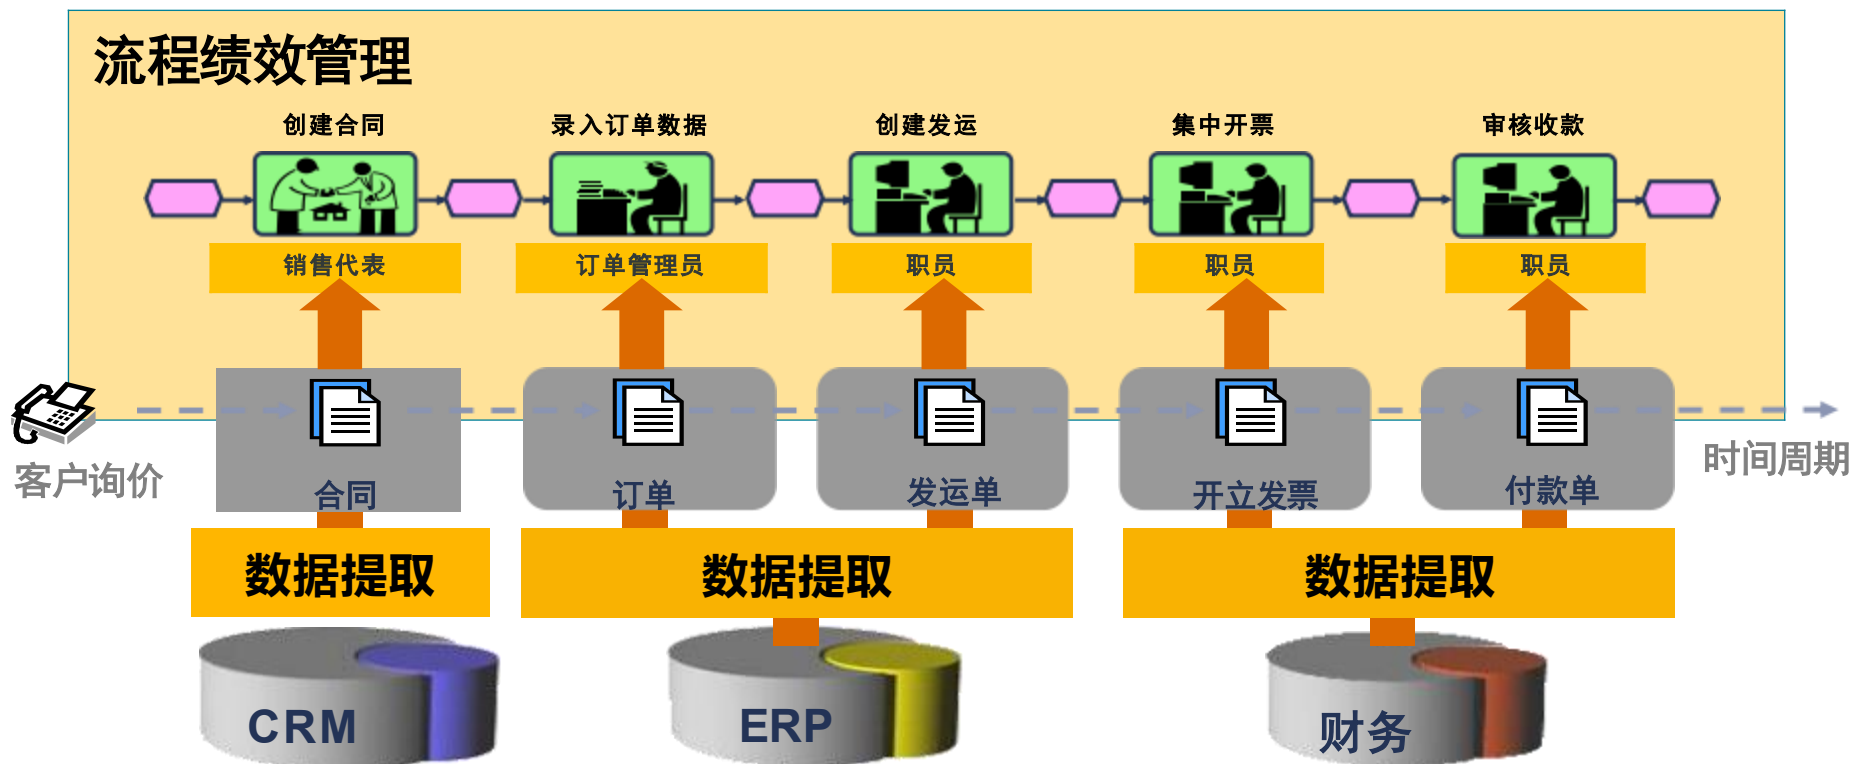 流程绩效管理
创建合同
录入订单数据
创建发运
集中开票
审核收款
销售代表
订单管理员
职员
职员
职员
客户询价
时间周期
合同
订单
发运单
开立发票
付款单
数据提取
数据提取
数据提取
CRM
ERP
财务